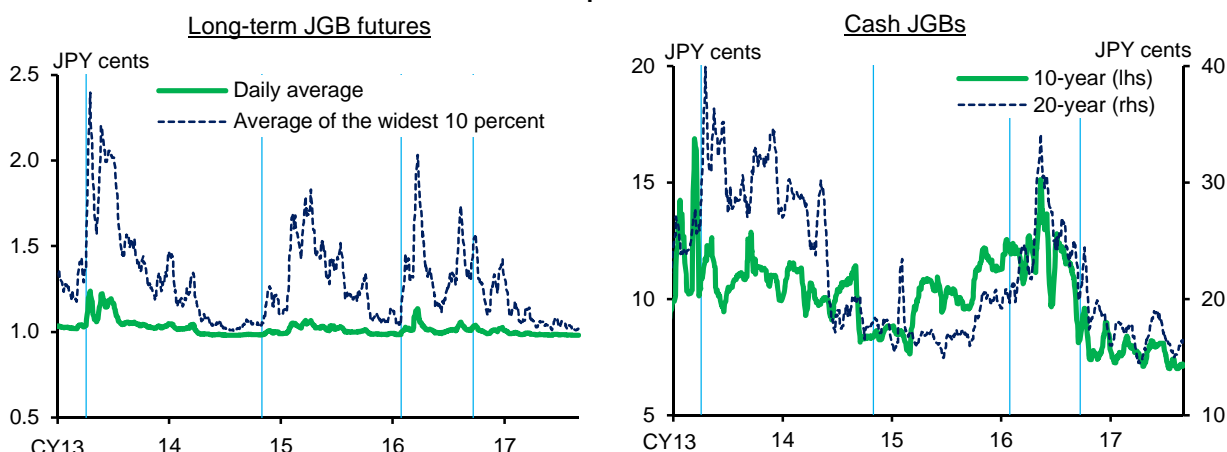 Long-term JGB futures
JPY cents
2.5
2.0
1.5
1.0
0.5
Daily average
Average of the widest 10 percent
CY13
14
15
16
17
Cash JGBs
JPY cents
JPY cents
20
15
10
5
40
30
20
10
10-year (lhs)
20-year (rhs)
CY13
14
15
16
17